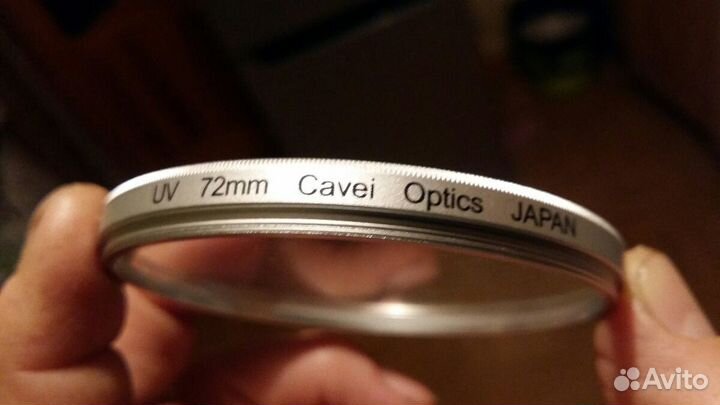 UV 72mm Cavei Optics JAPAN
Avito